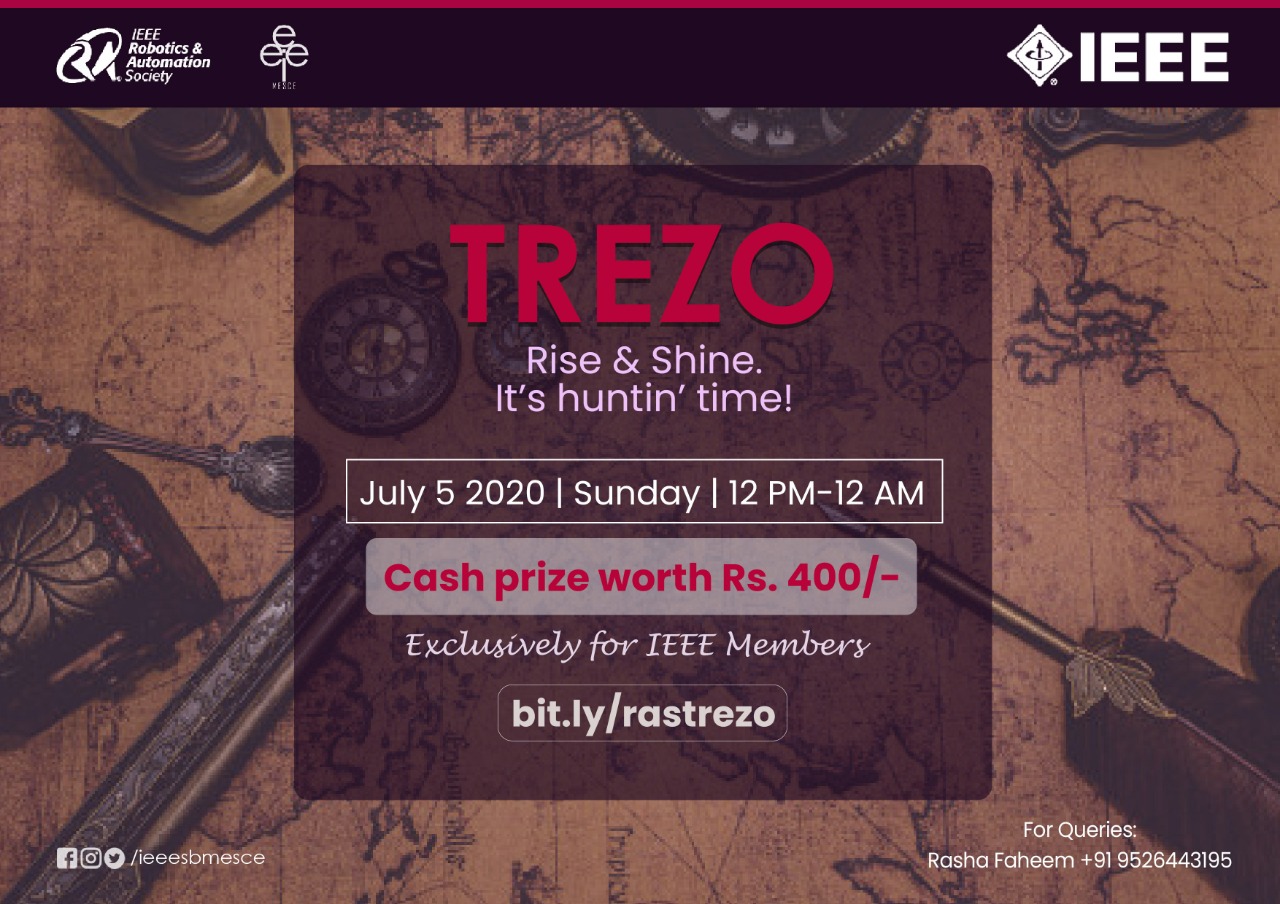 IEEE
Robotics &
Automation
Society
e
e e
MESCE
IEEE
TREZO
Rise & Shine.
It's huntin' time!
July 5 2020 | Sunday | 12 PM-12 AM
Cash prize worth Rs. 400/-
Exclusively for IEEE Members
bit.ly/rastrezo
/ieeesbmesce
For Queries:
Rasha Faheem +91 9526443195